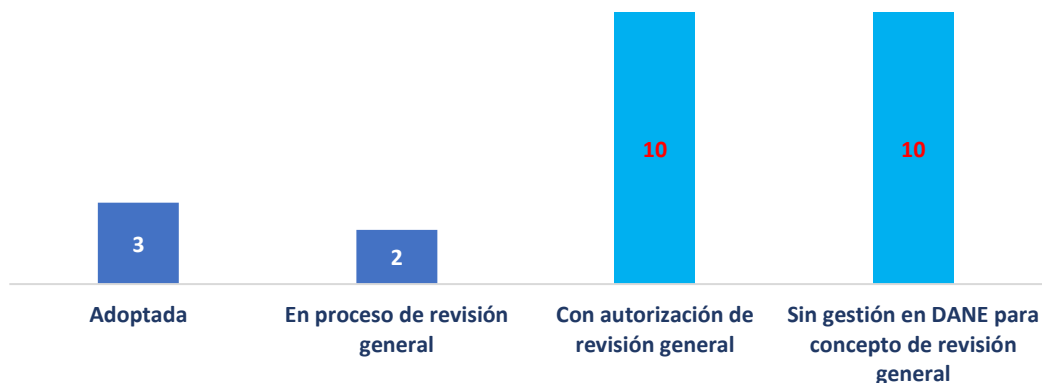 10
10
3
2
Adoptada
En proceso de revisión
general
Con autorización de
revisión general
Sin gestión en DANE para
concepto de revisión
general